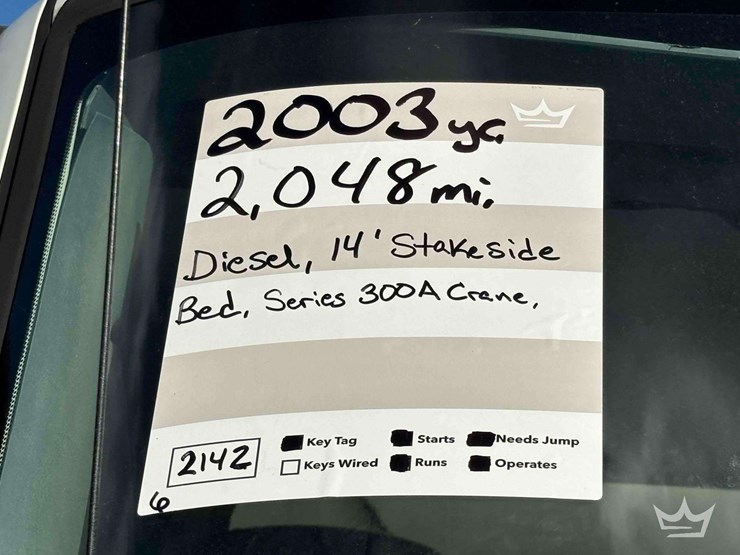 2003 yr.
2,048 mi.
Diesel, 14' Stakeside
Bed, Series 300A Crane,
2142
Key Tag Starts Needs Jump
Keys Wired Runs Operates
6